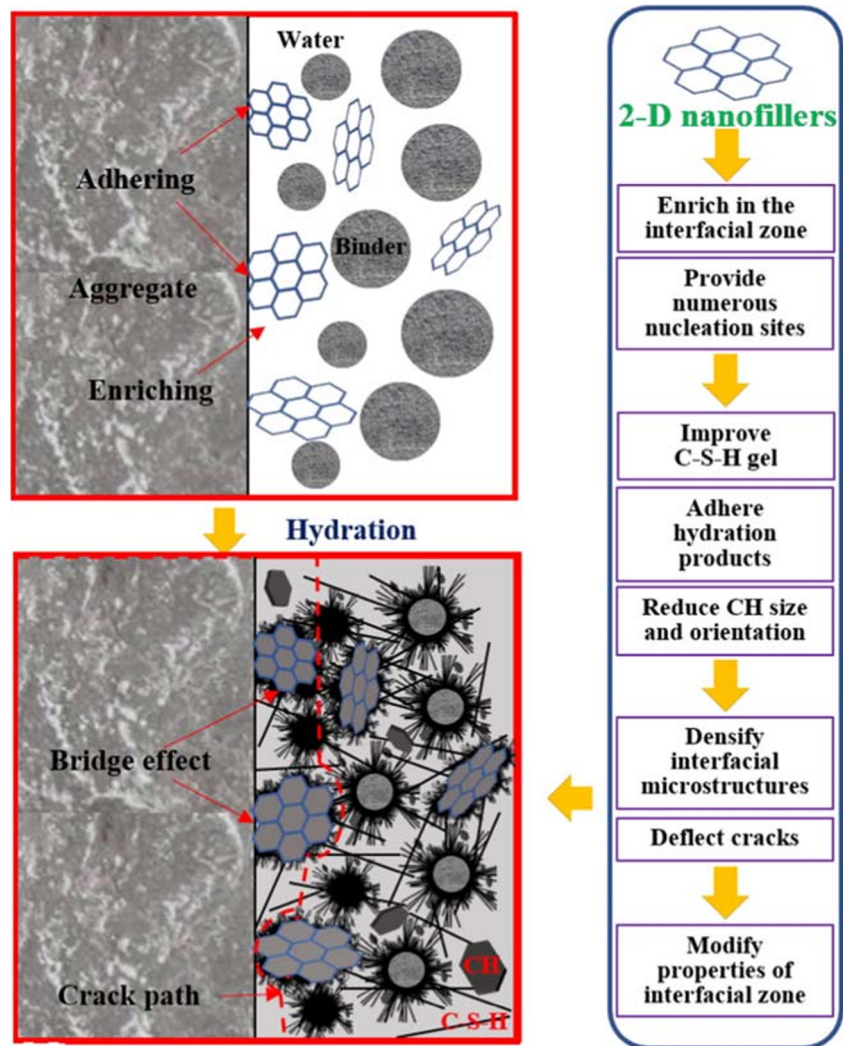 Water
Adhering
Binder
Aggregate
Enriching
Hydration
Bridge effect
Crack path
CH
C-S-H
2-D nanofillers
Enrich in the
interfacial zone
Provide
numerous
nucleation sites
Improve
C-S-H gel
Adhere
hydration
products
Reduce CH size
and orientation
Densify
interfacial
microstructures
Deflect cracks
Modify
properties of
interfacial zone